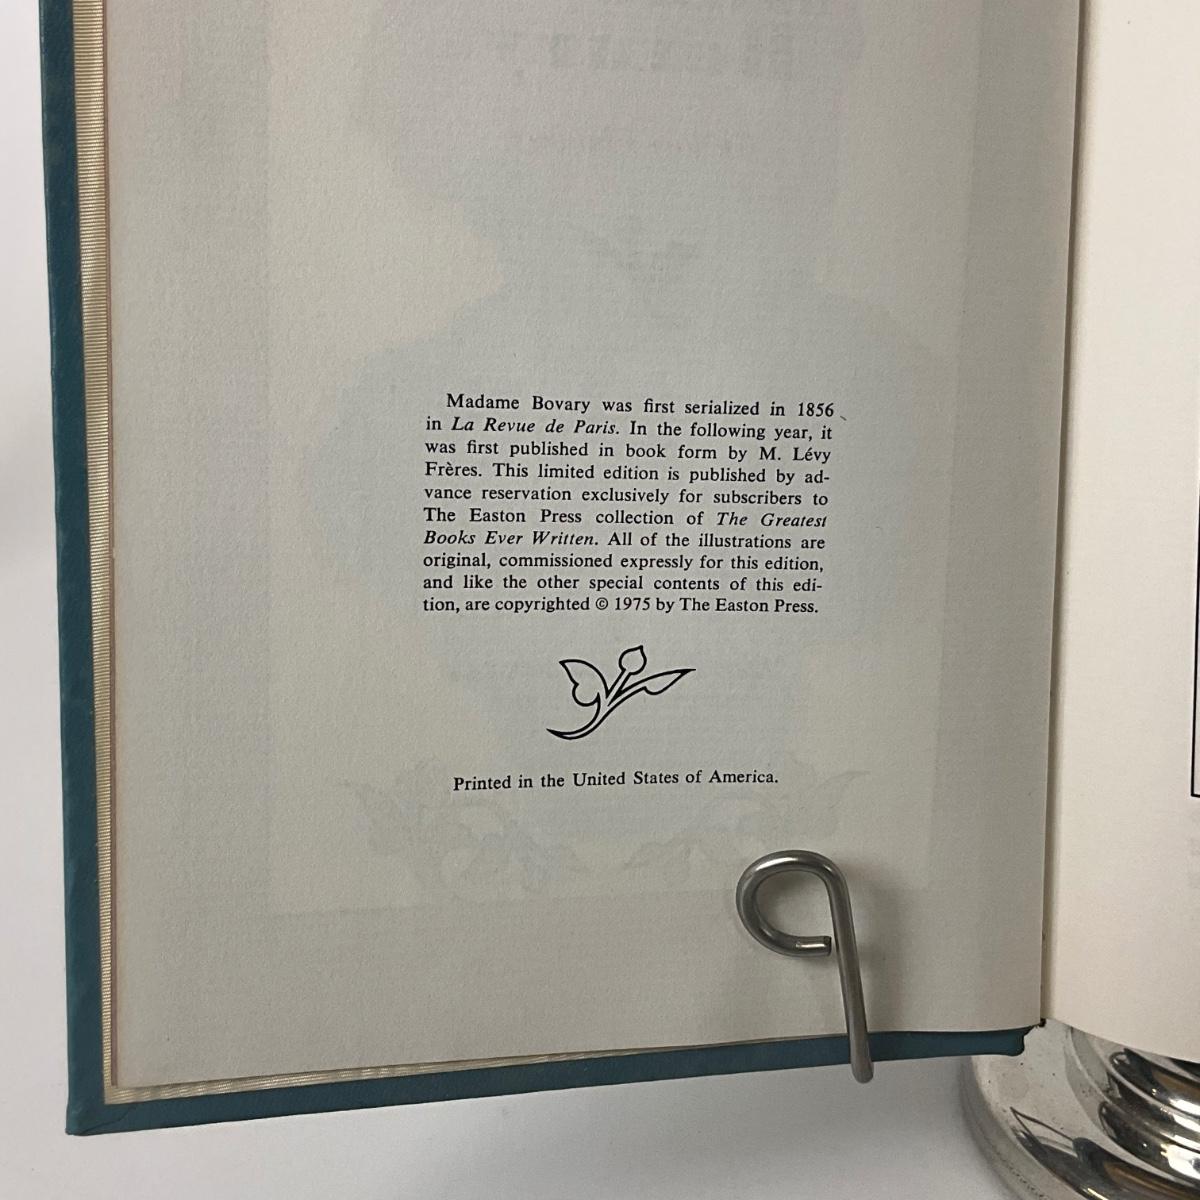 Madame Bovary was first serialized in 1856
in La Revue de Paris. In the following year, it
was first published in book form by M. Lévy
Frères. This limited edition is published by ad-
vance reservation exclusively for subscribers to
The Easton Press collection of The Greatest
Books Ever Written. All of the illustrations are
original, commissioned expressly for this edition,
and like the other special contents of this edi-
tion, are copyrighted © 1975 by The Easton Press.
Printed in the United States of America.